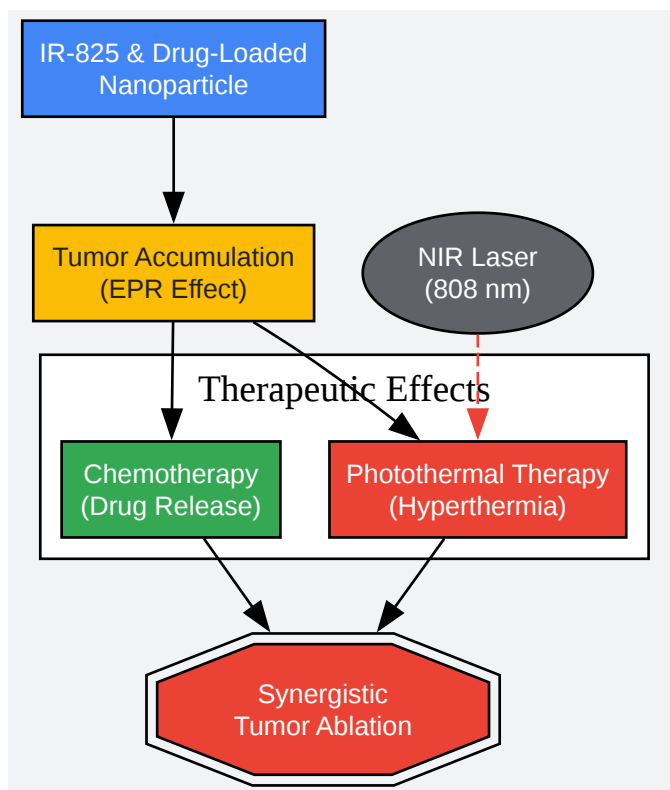 IR-825 & Drug-Loaded
Nanoparticle
Tumor Accumulation
(EPR Effect)
NIR Laser
(808 nm)
Therapeutic Effects
Chemotherapy
(Drug Release)
Photothermal Therapy
(Hyperthermia)
Synergistic
Tumor Ablation